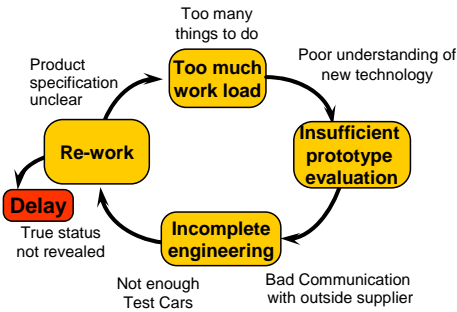 Too many
things to do
Too much
work load
Poor understanding of
new technology
Product
specification
unclear
Insufficient
prototype
evaluation
Re-work
Delay
True status
not revealed
Incomplete
engineering
Not enough
Test Cars
Bad Communication
with outside supplier